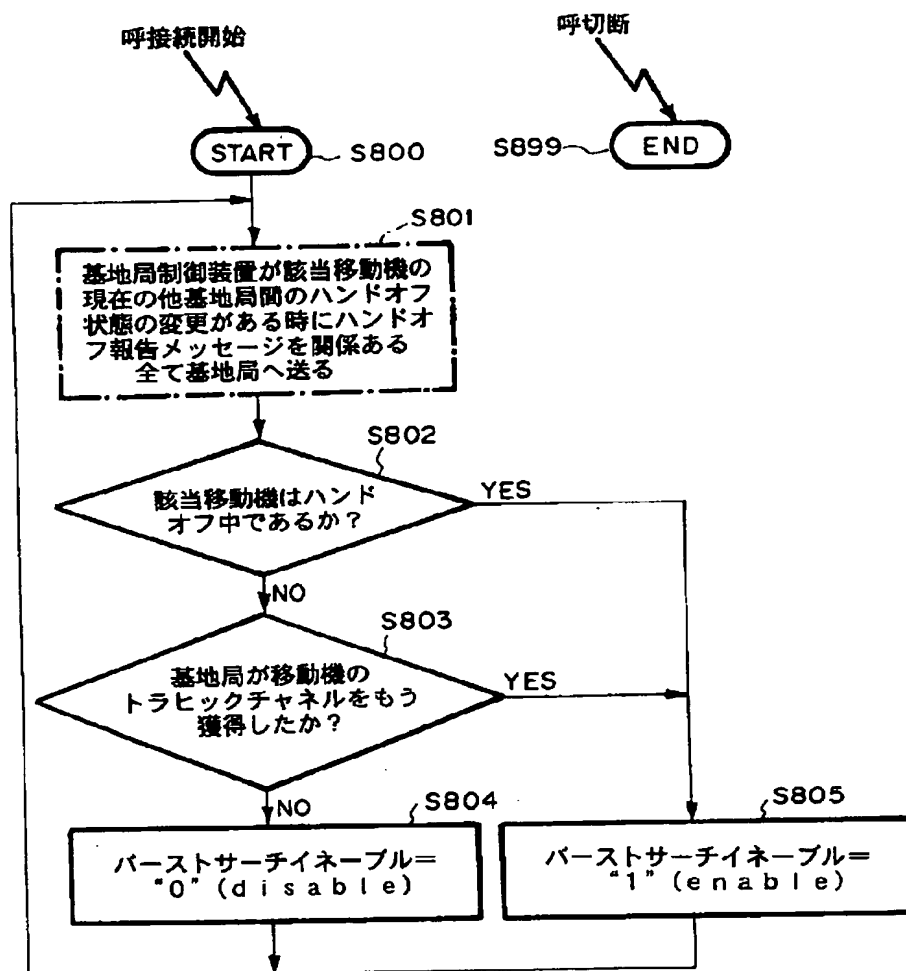 呼接続開始
呼切断
START
S800
S899
END
S801
基地局制御装置が該当移動機の
現在の他基地局間のハンドオフ
状態の変更がある時にハンドオ
フ報告メッセージを関係ある
全て基地局へ送る
S802
該当移動機はハンド
オフ中であるか？
YES
NO
S803
基地局が移動機の
トラヒックチャネルをもう
獲得したか？
YES
NO
S804
バーストサーチイネーブル＝
“0” (disable)
S805
バーストサーチイネーブル＝
“1” (enable)